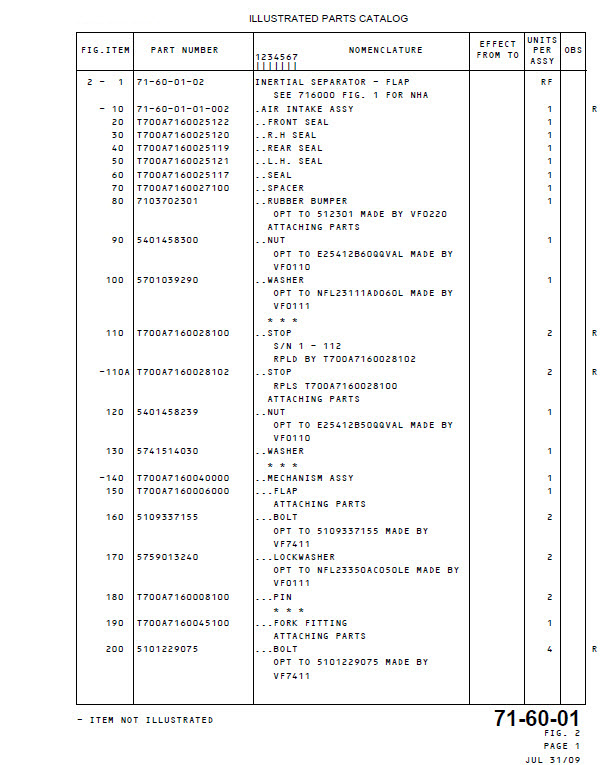 ILLUSTRATED PARTS CATALOG
FIG.ITEM PART NUMBER 1234567 NOMENCLATURE EFFECT FROM TO UNITS PER ASSY OBS
2 - 1 71-60-01-02 INERTIAL SEPARATOR - FLAP RF
SEE 716000 FIG. 1 FOR NHA
- 10 71-60-01-01-002 .AIR INTAKE ASSY 1 R
20 T700A7160025122 ..FRONT SEAL 1
30 T700A7160025120 ..R.H SEAL 1
40 T700A7160025119 ..REAR SEAL 1
50 T700A7160025121 ..L.H. SEAL 1
60 T700A7160025117 ..SEAL 1
70 T700A7160027100 ..SPACER 1
80 7103702301 ..RUBBER BUMPER 1
OPT TO 512301 MADE BY VF0220
ATTACHING PARTS
90 5401458300 ..NUT 1
OPT TO E25412B60QQVAL MADE BY
VF0110
100 5701039290 ..WASHER 1
OPT TO NFL23111AD060L MADE BY
VF0111
* * *
110 T700A7160028100 ..STOP 2 R
S/N 1 - 112
RPLD BY T700A7160028102
-110A T700A7160028102 ..STOP 2 R
RPLS T700A7160028100
ATTACHING PARTS
120 5401458239 ..NUT 1
OPT TO E25412B50QQVAL MADE BY
VF0110
130 5741514030 ..WASHER 1
* * *
-140 T700A7160040000 ..MECHANISM ASSY 1
150 T700A7160006000 ...FLAP 1
ATTACHING PARTS
160 5109337155 ...BOLT 2
OPT TO 5109337155 MADE BY
VF7411
170 5759013240 ...LOCKWASHER 2
OPT TO NFL23350AC050LE MADE BY
VF0111
180 T700A7160008100 ...PIN 2
* * *
190 T700A7160045100 ...FORK FITTING 1
ATTACHING PARTS
200 5101229075 ...BOLT 4 R
OPT TO 5101229075 MADE BY
VF7411
- ITEM NOT ILLUSTRATED
71-60-01
FIG. 2
PAGE 1
JUL 31/09